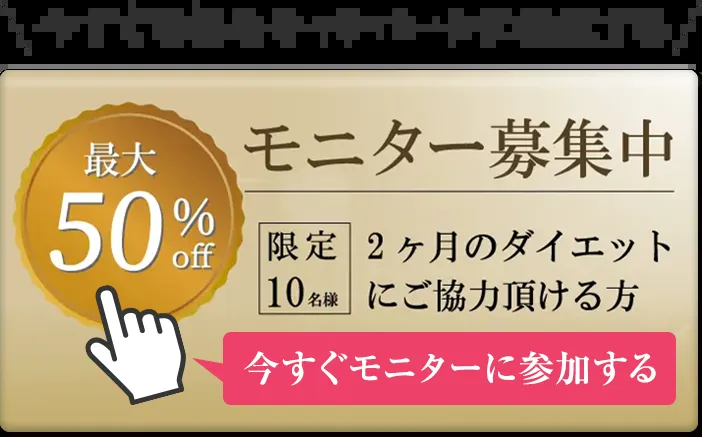 最大
50%
off
モニター募集中
限定
10名様
2ヶ月のダイエット
にご協力頂ける方
今すぐモニターに参加する